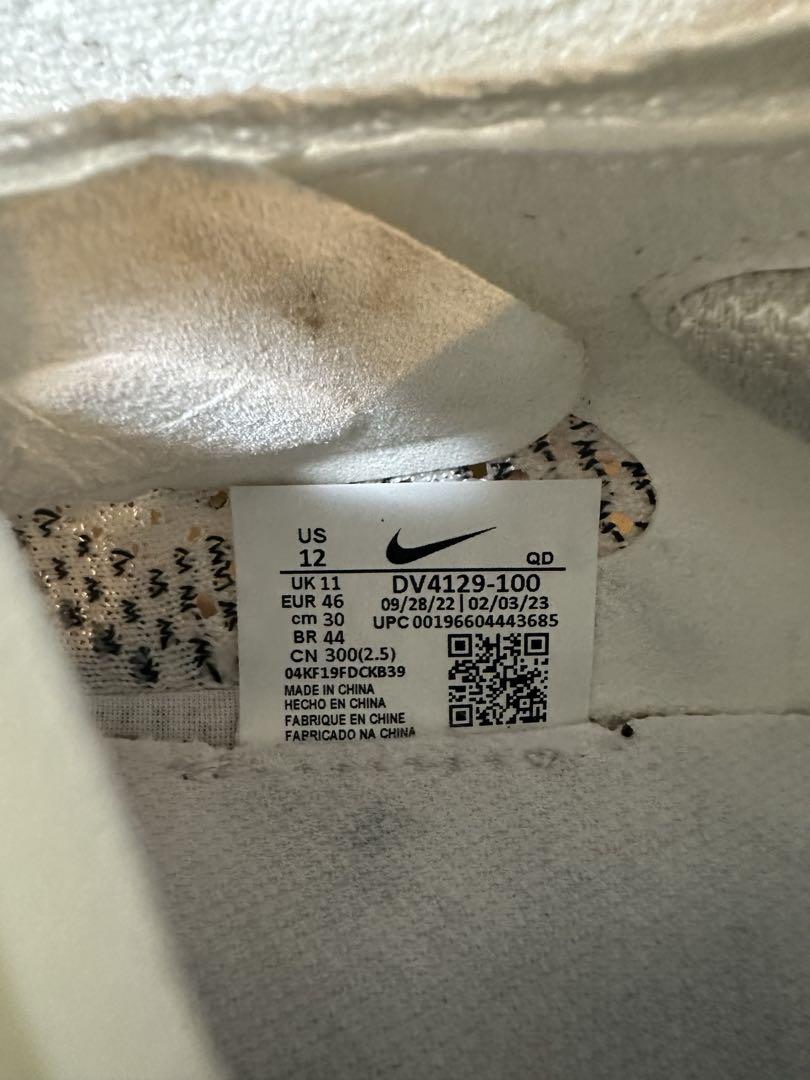 US
12
QD
UK 11
DV4129-100
EUR 46
09/28/22 | 02/03/23
cm 30
UPC 00196604443685
BR 44
CN 300(2.5)
04KF19FDCKB39
MADE IN CHINA
HECHO EN CHINA
FABRIQUE EN CHINE
FABRICADO NA CHINA